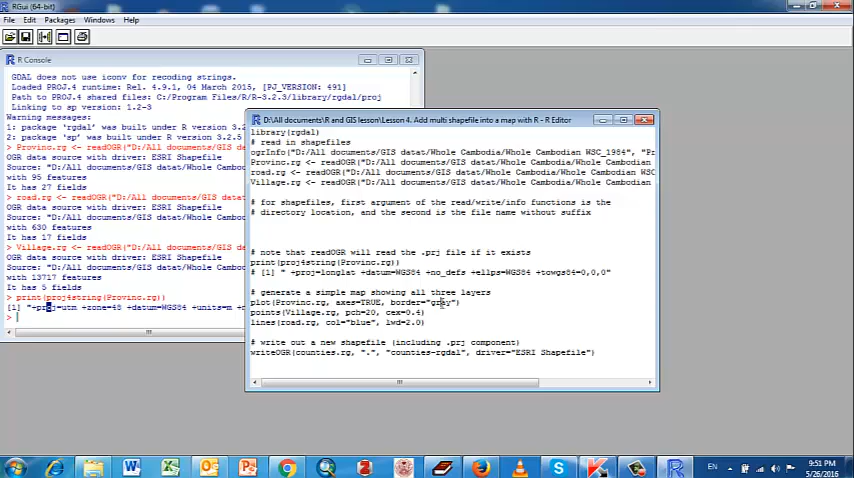 RGui (64-bit)
File Edit Packages Windows Help
R Console
GDAL does not use iconv for recoding strings.
Loaded PROJ.4 runtime: Rel. 4.9.1, 04 March 2015, [PJ_VERSION: 491]
Path to PROJ.4 shared files: C:/Program Files/R/R-3.2.3/library/rgdal/proj
Linking to sp version: 1.2-3
Warning messages:
1: package 'rgdal' was built under R version 3.2
2: package 'sp' was built under R version 3.2.5
> Provinc.rg <- readOGR("D:/All documents/GIS dat
OGR data source with driver: ESRI Shapefile
Source: "D:/All documents/GIS datat/Whole Cambo
with 95 features
It has 27 fields
> road.rg <- readOGR("D:/All documents/GIS datat/
OGR data source with driver: ESRI Shapefile
Source: "D:/All documents/GIS datat/Whole Cambo
with 630 features
It has 17 fields
> Village.rg <- readOGR("D:/All documents/GIS dat
OGR data source with driver: ESRI Shapefile
Source: "D:/All documents/GIS datat/Whole Cambo
with 13717 features
It has 5 fields
> print(proj4string(Provinc.rg))
[1] "+proj=utm +zone=48 +datum=WGS84 +units=m +
>
D:\All documents\R and GIS lesson\Lesson 4. Add multi shapefile into a map with R - R Editor
library(rgdal)
# read in shapefiles
ogrInfo("D:/All documents/GIS datat/Whole Cambodia/Whole Cambodian WSC_1984", "Pr
Provinc.rg <- readOGR("D:/All documents/GIS datat/Whole Cambodia/Whole Cambodian
road.rg <- readOGR("D:/All documents/GIS datat/Whole Cambodia/Whole Cambodian WSC
Village.rg <- readOGR("D:/All documents/GIS datat/Whole Cambodia/Whole Cambodian
# for shapefiles, first argument of the read/write/info functions is the
# directory location, and the second is the file name without suffix
# note that readOGR will read the .prj file if it exists
print(proj4string(Provinc.rg))
# [1] " +proj=longlat +datum=WGS84 +no_defs +ellps=WGS84 +towgs84=0,0,0"
# generate a simple map showing all three layers
plot(Provinc.rg, axes=TRUE, border="gray")
points(Village.rg, pch=20, cex=0.4)
lines(road.rg, col="blue", lwd=2.0)
# write out a new shapefile (including .prj component)
writeOGR(counties.rg, ".", "counties-rgdal", driver="ESRI Shapefile")
EN
9:51 PM
5/26/2016